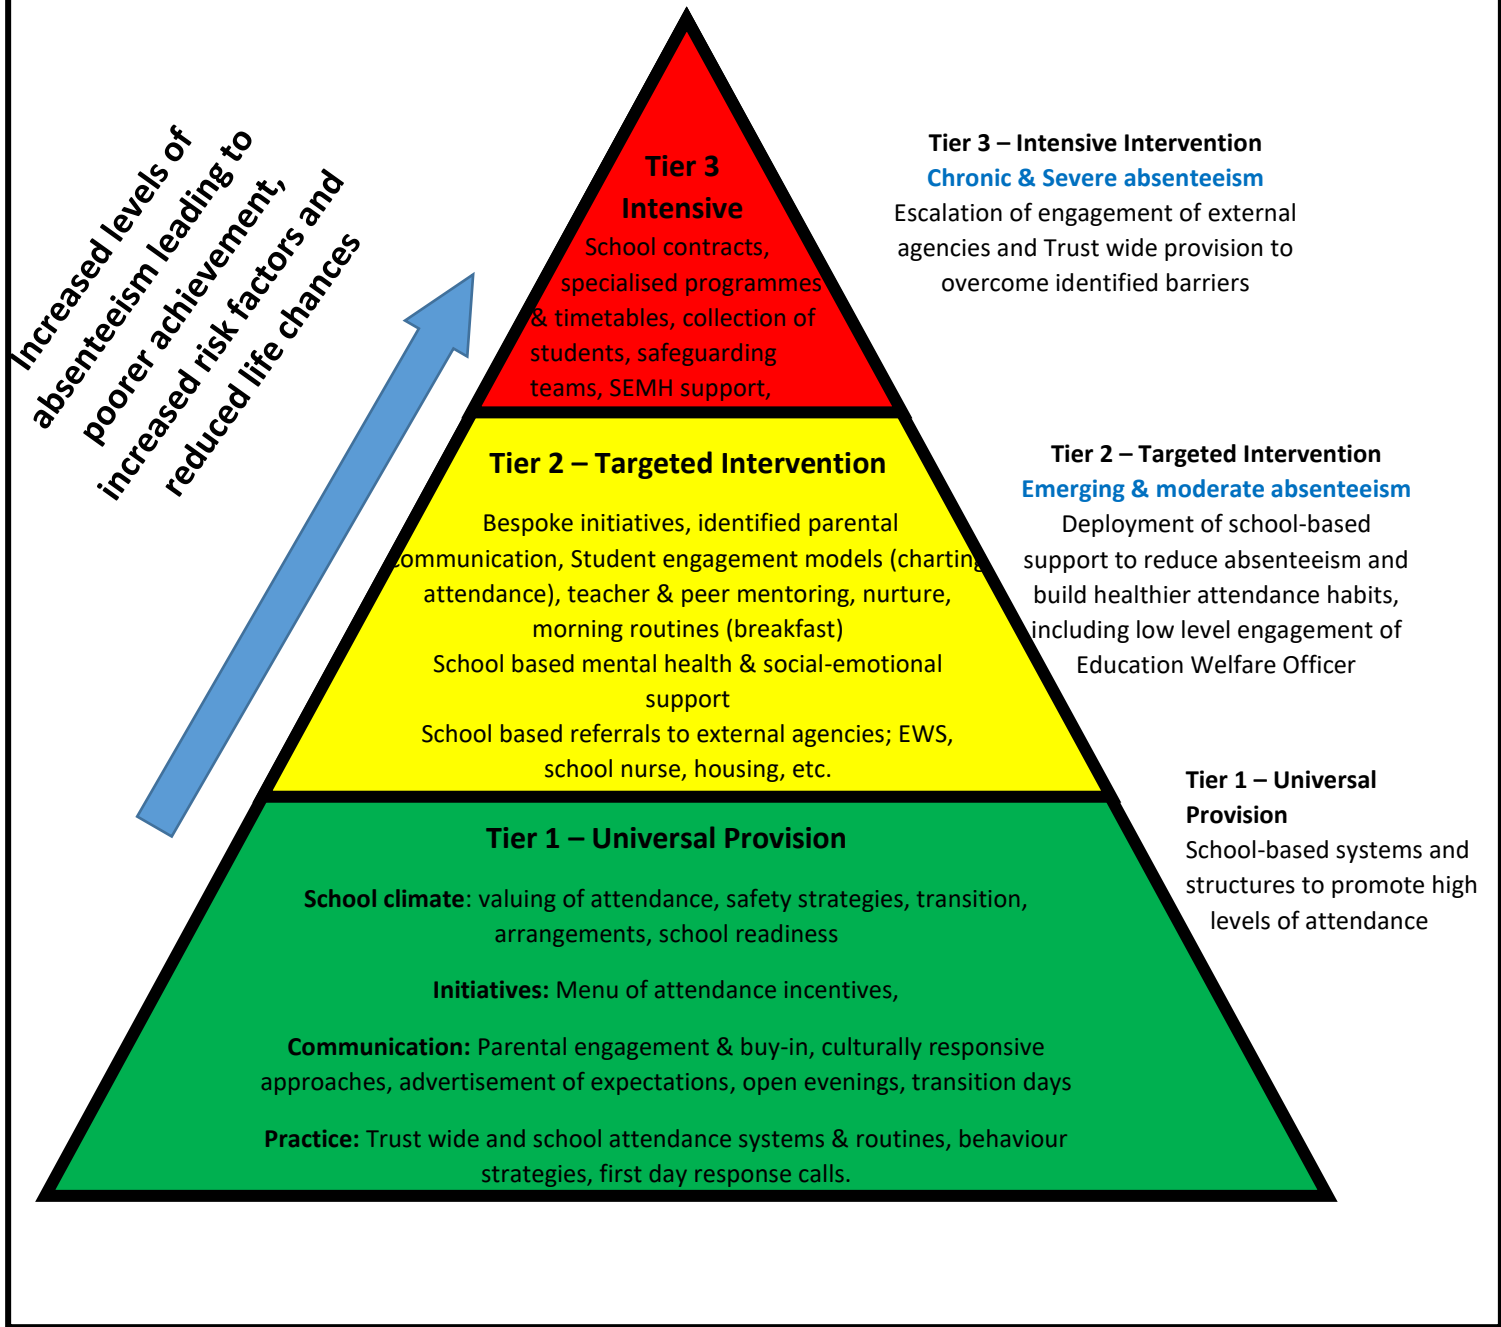 Increased levels of
absenteeism leading to
poorer achievement,
increased risk factors and
reduced life chances
Tier 3
Intensive
School contracts,
specialised programmes
& timetables, collection of
students, safeguarding
teams, SEMH support,
Tier 3 – Intensive Intervention
Chronic & Severe absenteeism
Escalation of engagement of external
agencies and Trust wide provision to
overcome identified barriers
Tier 2 – Targeted Intervention
Bespoke initiatives, identified parental
communication, Student engagement models (charting
attendance), teacher & peer mentoring, nurture,
morning routines (breakfast)
School based mental health & social-emotional
support
School based referrals to external agencies; EWS,
school nurse, housing, etc.
Tier 2 – Targeted Intervention
Emerging & moderate absenteeism
Deployment of school-based
support to reduce absenteeism and
build healthier attendance habits,
including low level engagement of
Education Welfare Officer
Tier 1 – Universal
Provision
School-based systems and
structures to promote high
levels of attendance
Tier 1 – Universal Provision
School climate: valuing of attendance, safety strategies, transition,
arrangements, school readiness
Initiatives: Menu of attendance incentives,
Communication: Parental engagement & buy-in, culturally responsive
approaches, advertisement of expectations, open evenings, transition days
Practice: Trust wide and school attendance systems & routines, behaviour
strategies, first day response calls.